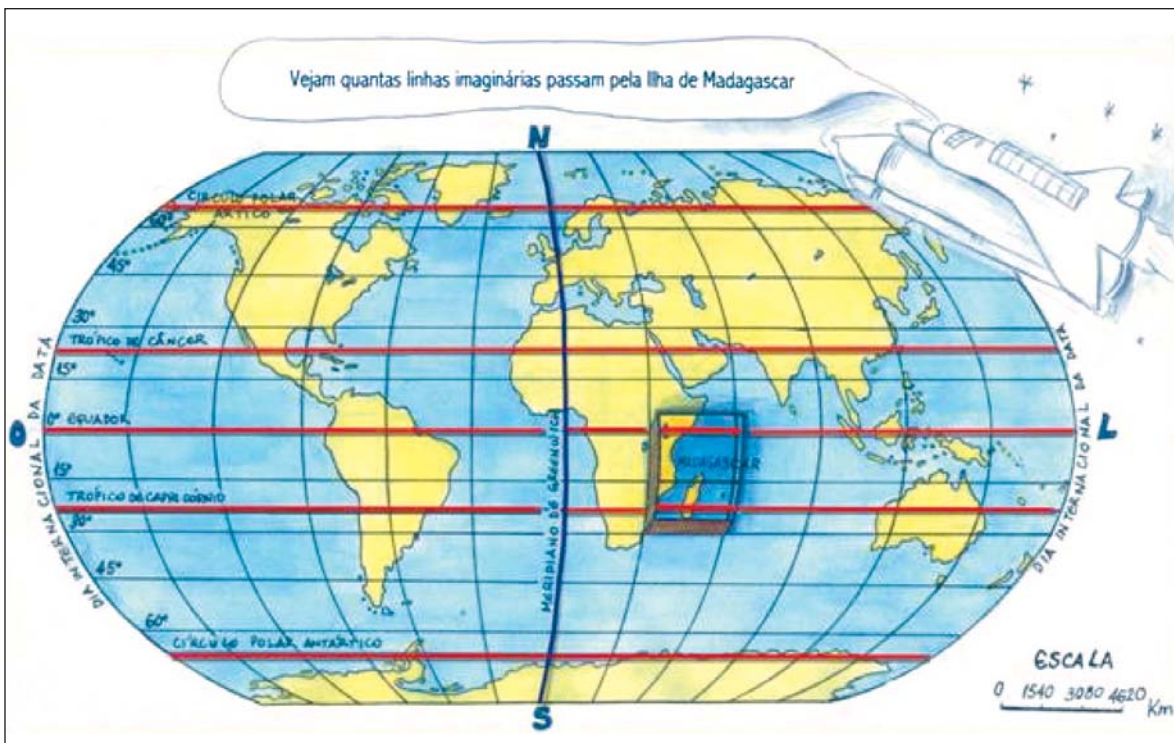 Vejam quantas linhas imaginárias passam pela Ilha de Madagascar
N
CÍRCULO POLAR
ÁRTICO
60°
45°
30°
TRÓPICO DE CÂNCER
15°
DIA INTERNACIONAL DA DATA
O
0° EQUADOR
L
DIA INTERNACIONAL DA DATA
MADAGASCAR
15°
MERIDIANO DE GREENWICH
TRÓPICO DE CAPRICÓRNIO
30°
45°
60°
CÍRCULO POLAR ANTÁRTICO
S
ESCALA
0 1540 3080 4620
Km